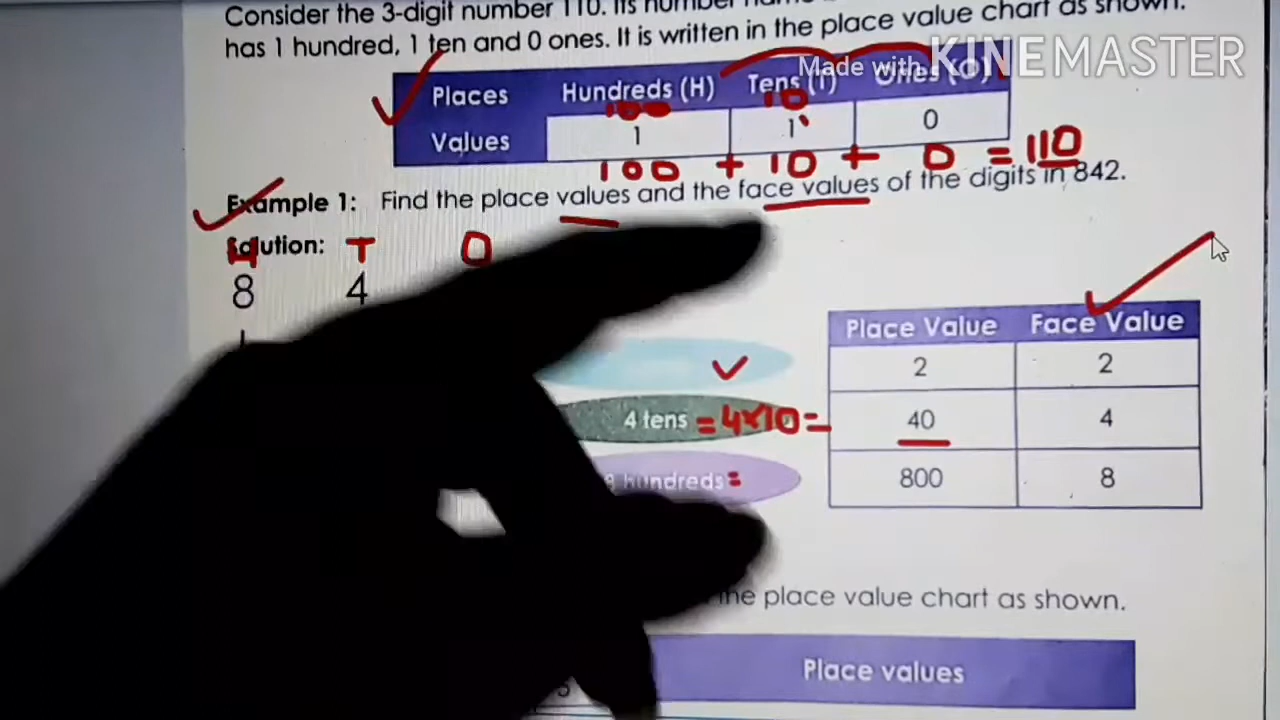 Consider the 3-digit number 110. Its number
has 1 hundred, 1 ten and 0 ones. It is written in the place value chart as shown.
Made with KINEMASTER
Places Hundreds (H) Tens (T) Ones (O)
100 10
Values 1 1 0
100 + 10 + 0 = 110
Example 1: Find the place values and the face values of the digits in 842.
Solution:
H T O
8 4
Place Value Face Value
2 2
4 tens = 4×10 = 40 4
hundreds = 800 8
the place value chart as shown.
Place values